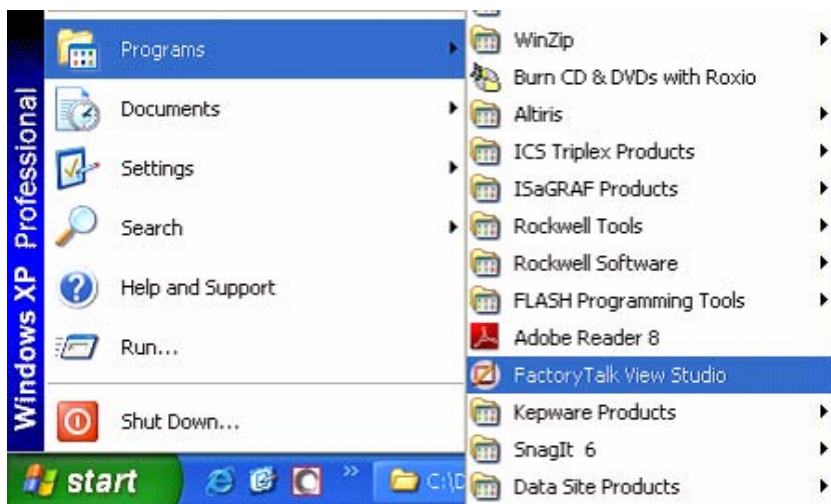 Windows XP Professional
Programs
Documents
Settings
Search
Help and Support
Run...
Shut Down...
start
C:\D
WinZip
Burn CD & DVDs with Roxio
Altiris
ICS Triplex Products
ISaGRAF Products
Rockwell Tools
Rockwell Software
FLASH Programming Tools
Adobe Reader 8
FactoryTalk View Studio
Kepware Products
SnagIt 6
Data Site Products